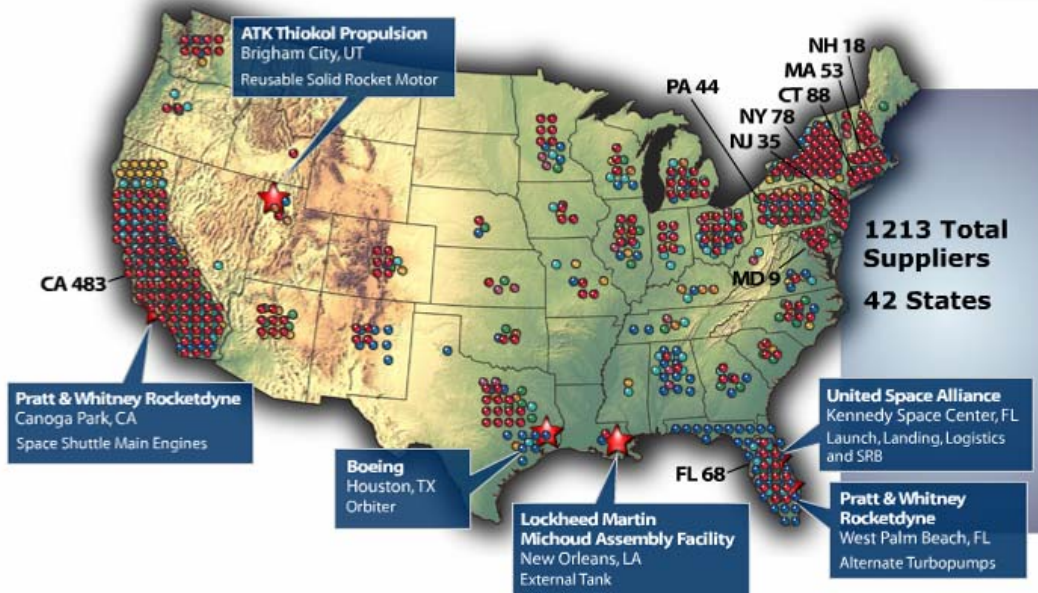 ATK Thiokol Propulsion
Brigham City, UT
Reusable Solid Rocket Motor
NH 18
MA 53
CT 88
PA 44
NY 78
NJ 35
1213 Total
Suppliers
42 States
CA 483
MD 9
Pratt & Whitney Rocketdyne
Canoga Park, CA
Space Shuttle Main Engines
Boeing
Houston, TX
Orbiter
Lockheed Martin
Michoud Assembly Facility
New Orleans, LA
External Tank
FL 68
United Space Alliance
Kennedy Space Center, FL
Launch, Landing, Logistics
and SRB
Pratt & Whitney
Rocketdyne
West Palm Beach, FL
Alternate Turbopumps